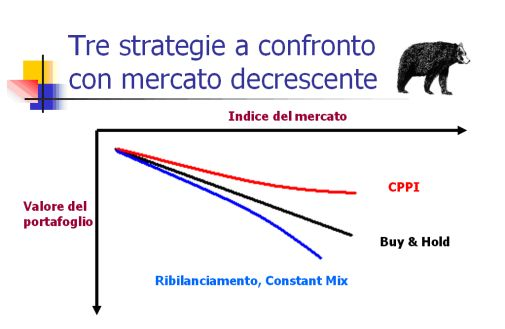 Tre strategie a confronto
con mercato decrescente
Indice del mercato
CPPI
Valore del
portafoglio
Buy & Hold
Ribilanciamento, Constant Mix